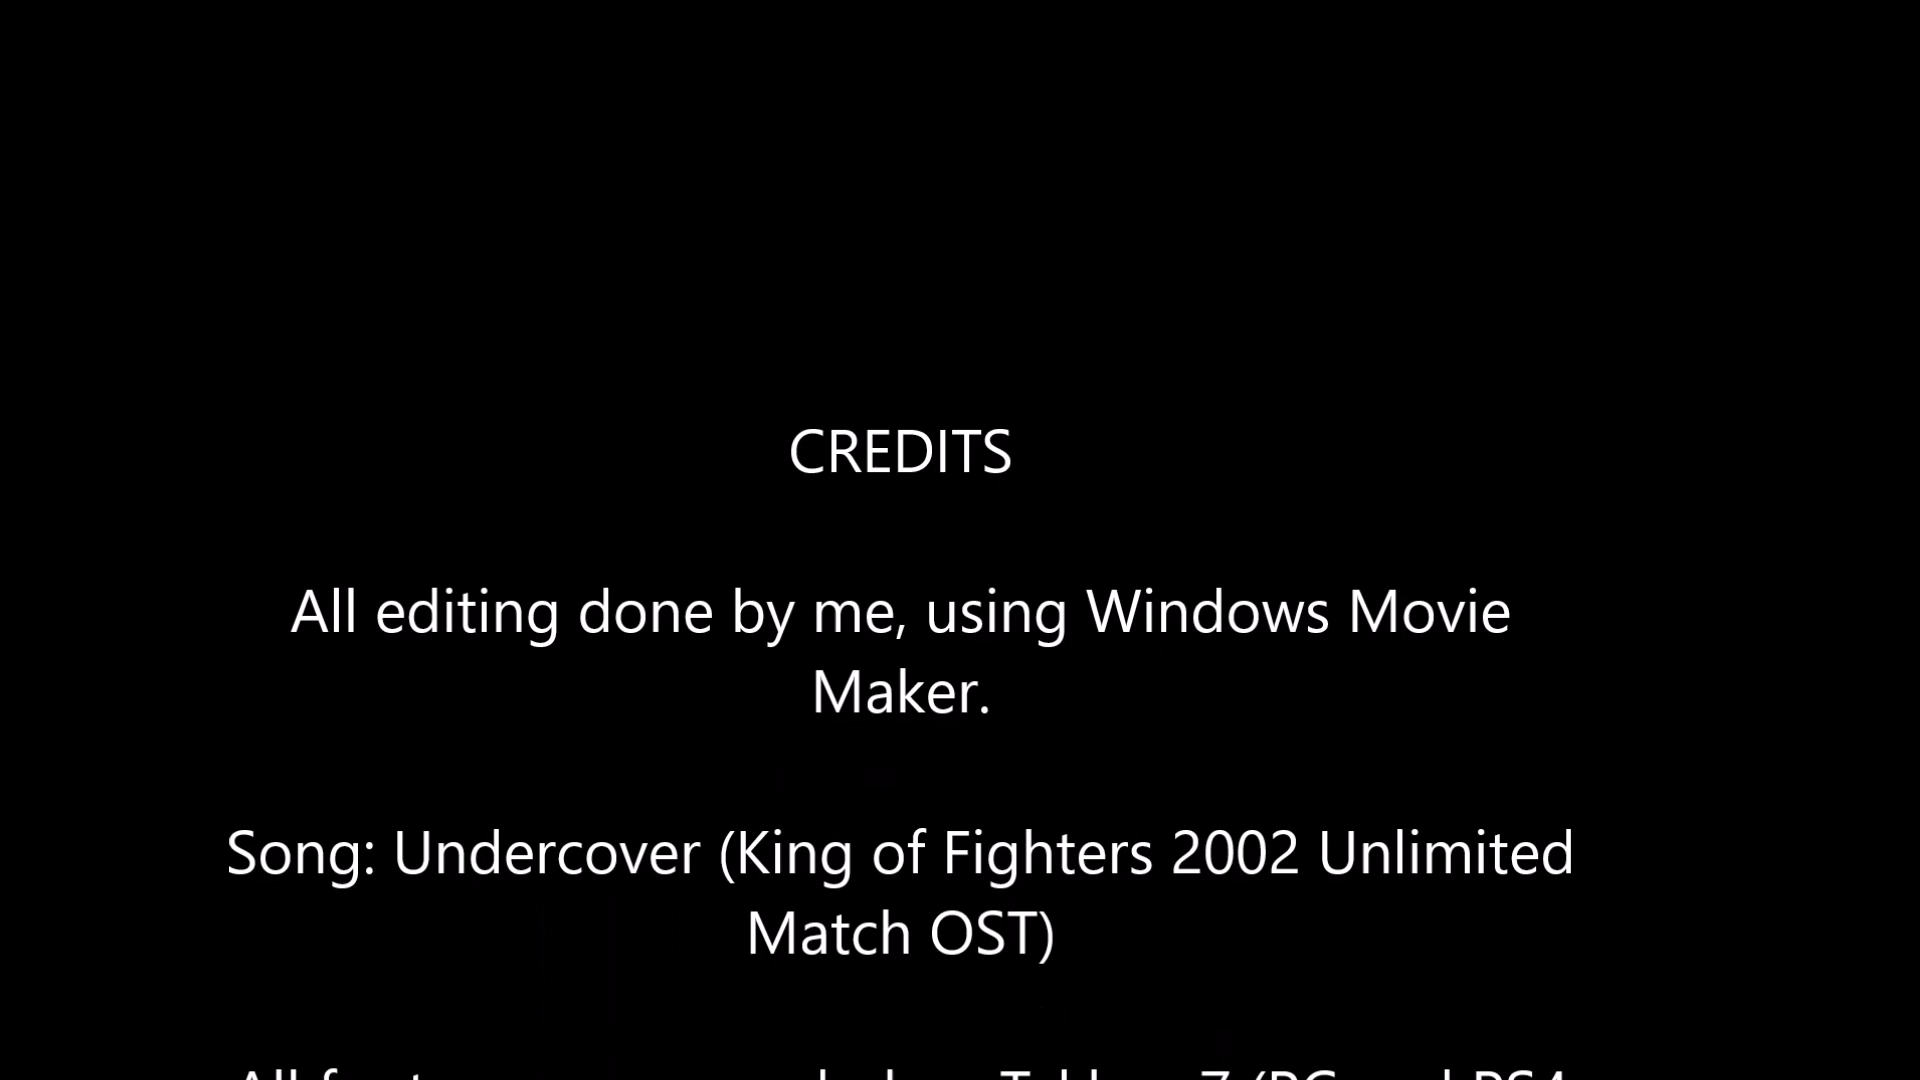 CREDITS
All editing done by me, using Windows Movie
Maker.
Song: Undercover (King of Fighters 2002 Unlimited
Match OST)